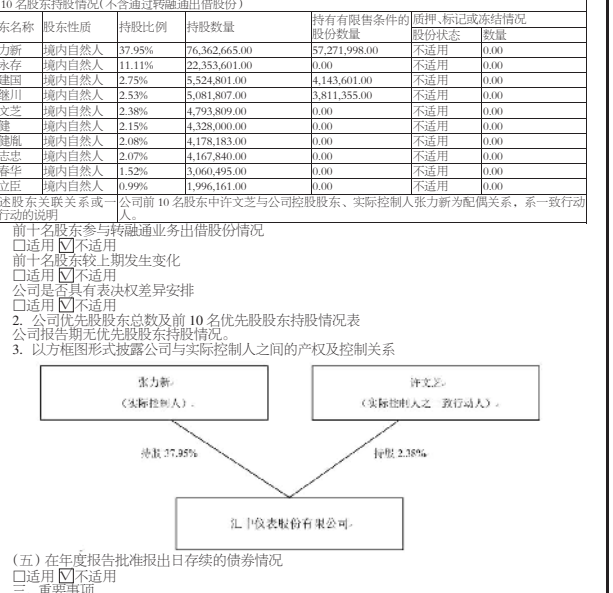 10 名股东持股情况(不含通过转融通出借股份)
东名称 股东性质 持股比例 持股数量 持有有限售条件的股份数量 质押、标记或冻结情况
股份状态 数量
力新 境内自然人 37.95% 76,362,665.00 57,271,998.00 不适用 0.00
永存 境内自然人 11.11% 22,353,601.00 0.00 不适用 0.00
建国 境内自然人 2.75% 5,524,801.00 4,143,601.00 不适用 0.00
继川 境内自然人 2.53% 5,081,807.00 3,811,355.00 不适用 0.00
文芝 境内自然人 2.38% 4,793,809.00 0.00 不适用 0.00
健 境内自然人 2.15% 4,328,000.00 0.00 不适用 0.00
健胤 境内自然人 2.08% 4,178,183.00 0.00 不适用 0.00
志忠 境内自然人 2.07% 4,167,840.00 0.00 不适用 0.00
春华 境内自然人 1.52% 3,060,495.00 0.00 不适用 0.00
立臣 境内自然人 0.99% 1,996,161.00 0.00 不适用 0.00
述股东关联关系或一
行动的说明
公司前 10 名股东中许文芝与公司控股股东、实际控制人张力新为配偶关系，系一致行动
人。
前十名股东参与转融通业务出借股份情况
□适用 ☑不适用
前十名股东较上期发生变化
□适用 ☑不适用
公司是否具有表决权差异安排
□适用 ☑不适用
2. 公司优先股股东总数及前 10 名优先股股东持股情况表
公司报告期无优先股股东持股情况。
3. 以方框图形式披露公司与实际控制人之间的产权及控制关系
张力新
（实际控制人）
许文芝
（实际控制人之一致行动人）
持股 37.95%
持股 2.38%
汇中仪表股份有限公司
(五)在年度报告批准报出日存续的债券情况
□适用 ☑不适用
三、重要事项